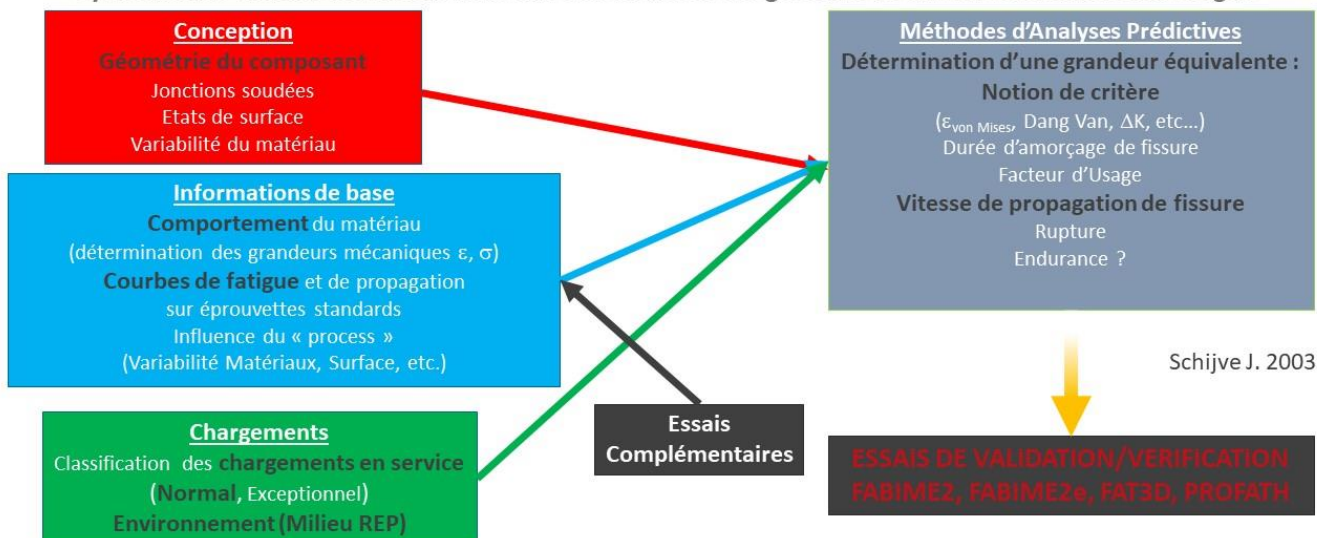 Conception
Géométrie du composant
Jonctions soudées
Etats de surface
Variabilité du matériau
Informations de base
Comportement du matériau
(détermination des grandeurs mécaniques ε, σ)
Courbes de fatigue et de propagation
sur éprouvettes standards
Influence du « process »
(Variabilité Matériaux, Surface, etc.)
Chargements
Classification des chargements en service
(Normal, Exceptionnel)
Environnement (Milieu REP)
Essais
Complémentaires
Méthodes d’Analyses Prédictives
Détermination d’une grandeur équivalente :
Notion de critère
(εvon Mises, Dang Van, ΔK, etc...)
Durée d’amorçage de fissure
Facteur d’Usage
Vitesse de propagation de fissure
Rupture
Endurance ?
Schijve J. 2003
ESSAIS DE VALIDATION/VERIFICATION
FABIME2, FABIME2e, FAT3D, PROFATH